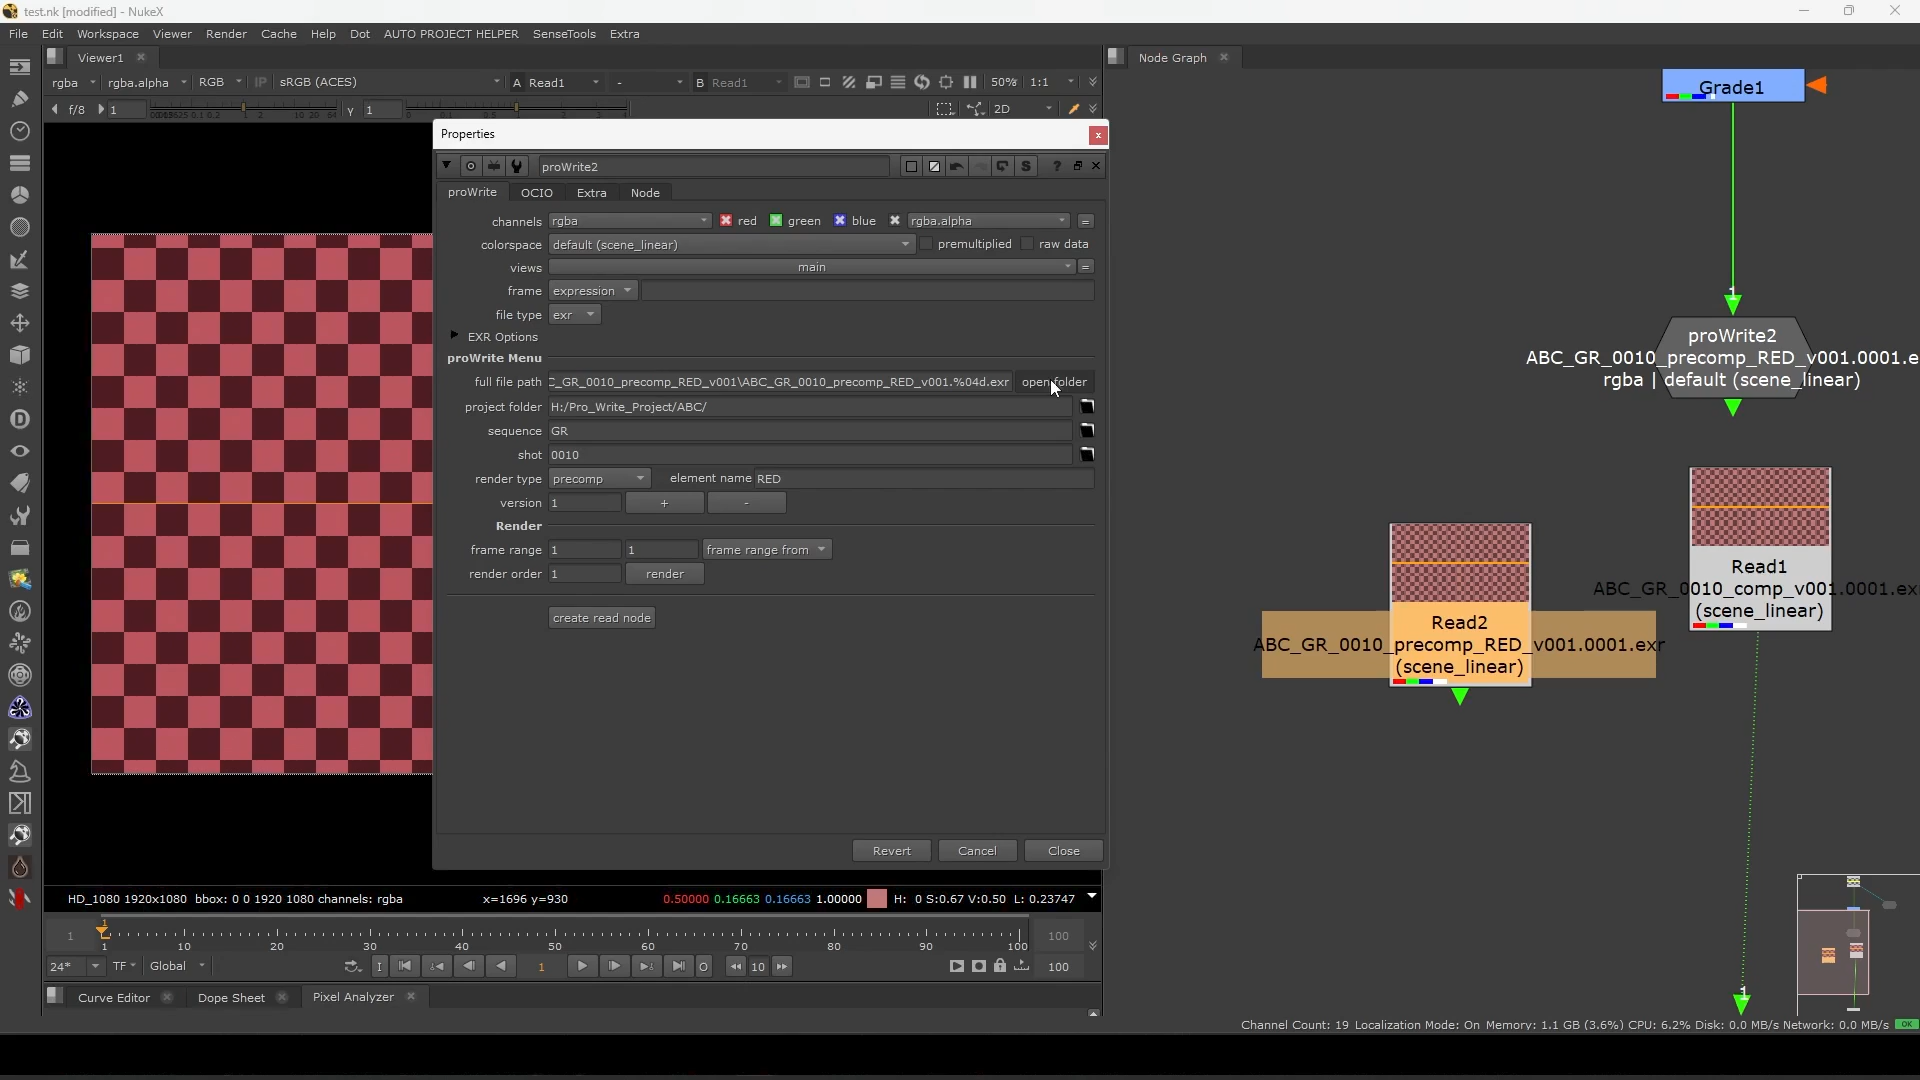 test.nk [modified] - NukeX
File Edit Workspace Viewer Render Cache Help Dot AUTO PROJECT HELPER SenseTools Extra
Viewer1
Node Graph
rgba rgba.alpha RGB IP sRGB (ACES) A Read1 - B Read1 50% 1:1
f/8 1 Y 1 2D
Properties
proWrite2
proWrite OCIO Extra Node
channels rgba red green blue rgba.alpha =
colorspace default (scene_linear) premultiplied raw data
views main =
frame expression
file type exr
EXR Options
proWrite Menu
full file path C_GR_0010_precomp_RED_v001\ABC_GR_0010_precomp_RED_v001.%04d.exr open folder
project folder H:/Pro_Write_Project/ABC/
sequence GR
shot 0010
render type precomp element name RED
version 1 + -
Render
frame range 1 1 frame range from
render order 1 render
create read node
Revert Cancel Close
Grade1
1
proWrite2
ABC_GR_0010_precomp_RED_v001.0001.e
rgba | default (scene_linear)
Read1
ABC_GR_0010_comp_v001.0001.ex
(scene_linear)
Read2
ABC_GR_0010_precomp_RED_v001.0001.exr
(scene_linear)
1
HD_1080 1920x1080 bbox: 0 0 1920 1080 channels: rgba x=1696 y=930 0.50000 0.16663 0.16663 1.00000 H: 0 S:0.67 V:0.50 L: 0.23747
1
1 100
1 10 20 30 40 50 60 70 80 90 100
24* TF Global I 1 O 10 100
Curve Editor Dope Sheet Pixel Analyzer
Channel Count: 19 Localization Mode: On Memory: 1.1 GB (3.6%) CPU: 6.2% Disk: 0.0 MB/s Network: 0.0 MB/s OK